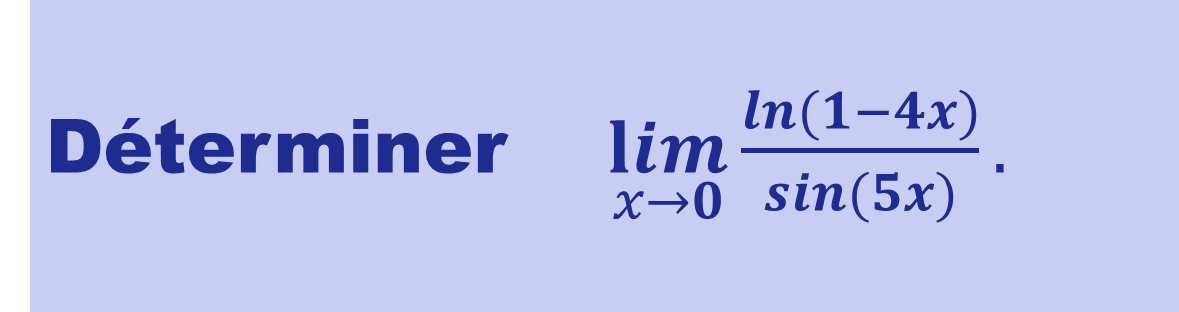 Déterminer lim x→0 ln(1−4x)/sin(5x) .